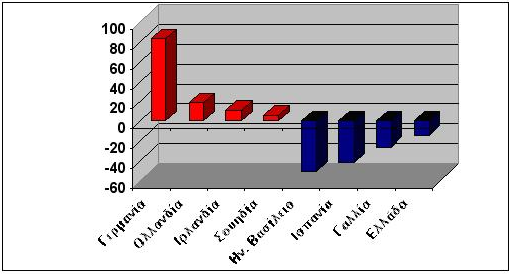 100
80
60
40
20
0
-20
-40
-60
Γερμανία
Ολλανδία
Ιρλανδία
Σουηδία
Ην. Βασίλειο
Ισπανία
Γαλλία
Ελλάδα